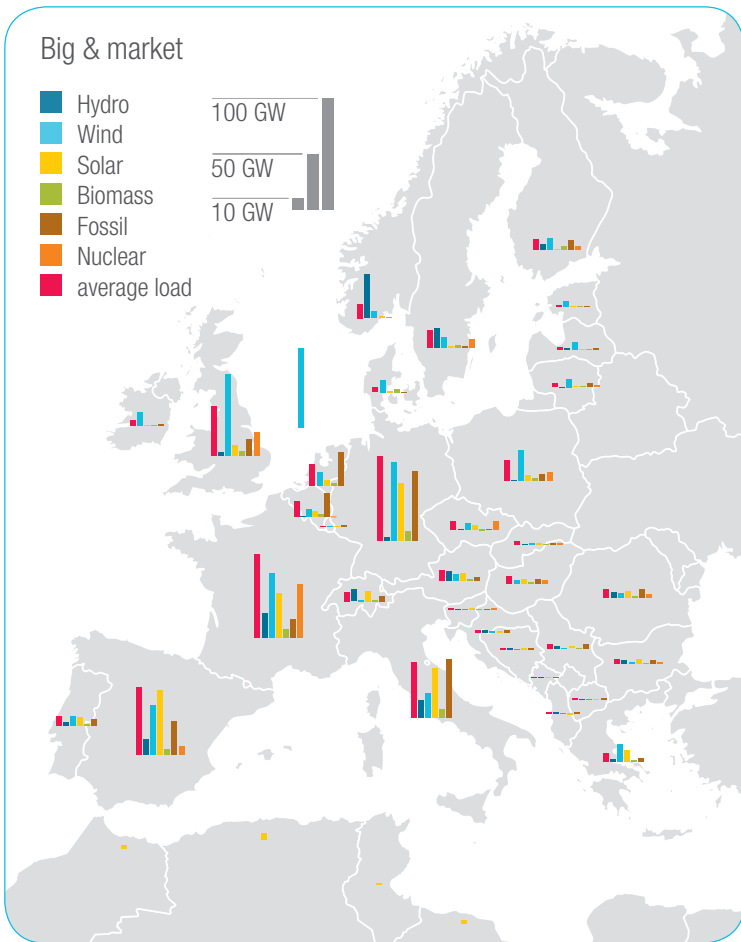 Big & market
Hydro
Wind
Solar
Biomass
Fossil
Nuclear
average load
100 GW
50 GW
10 GW